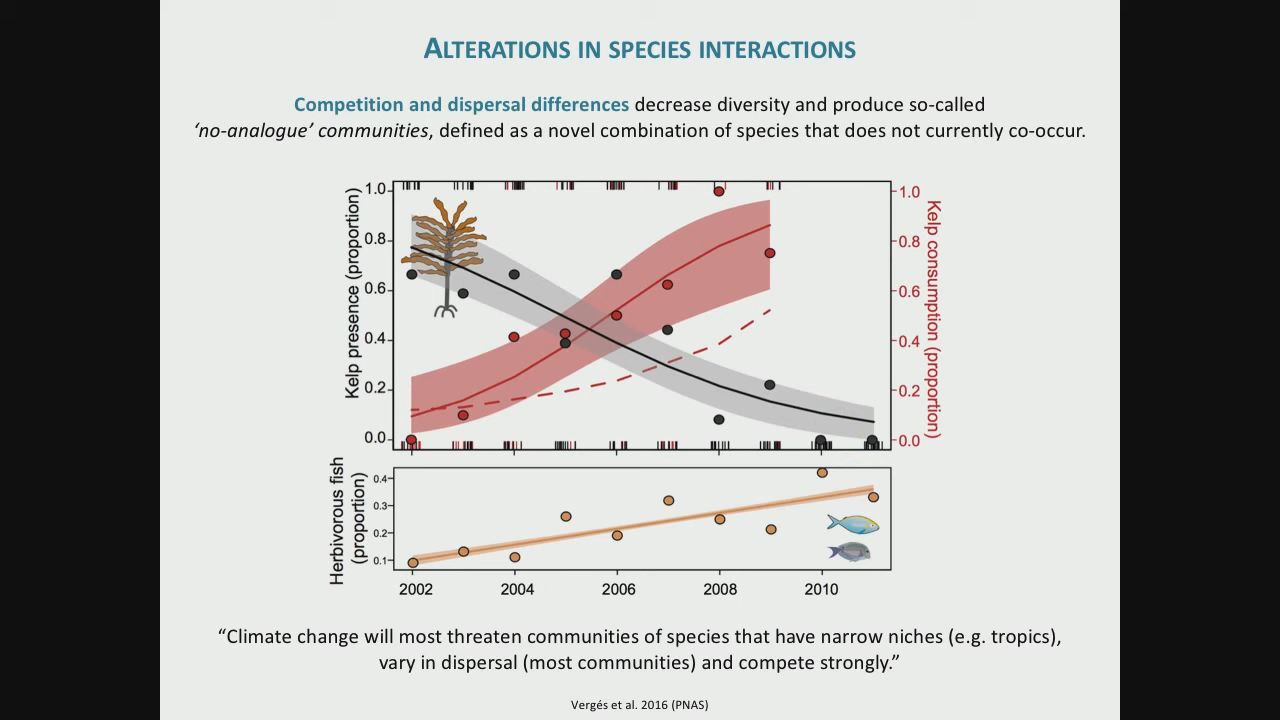 ALTERATIONS IN SPECIES INTERACTIONS
Competition and dispersal differences decrease diversity and produce so-called
‘no-analogue’ communities, defined as a novel combination of species that does not currently co-occur.
Kelp presence (proportion)
1.0
0.8
0.6
0.4
0.2
0.0
1.0
0.8
0.6
0.4
0.2
0.0
Kelp consumption (proportion)
Herbivorous fish
(proportion)
0.4
0.3
0.2
0.1
2002 2004 2006 2008 2010
“Climate change will most threaten communities of species that have narrow niches (e.g. tropics),
vary in dispersal (most communities) and compete strongly.”
Vergés et al. 2016 (PNAS)